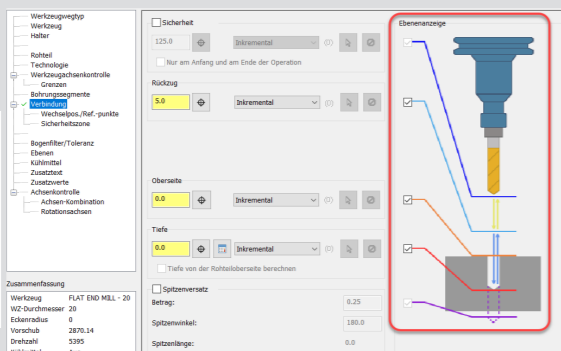 Werkzeugwegtyp
Werkzeug
Halter
Rohteil
Technologie
Werkzeugachsenkontrolle
Grenzen
Bohrungssegmente
Verbindung
Wechselpos./Ref.-punkte
Sicherheitszone
Bogenfilter/Toleranz
Ebenen
Kühlmittel
Zusatztext
Zusatzwerte
Achsenkontrolle
Achsen-Kombination
Rotationsachsen
Zusammenfassung
Werkzeug FLAT END MILL - 20
WZ-Durchmesser 20
Eckenradius 0
Vorschub 2870.14
Drehzahl 5395
Sicherheit
125.0 Inkremental (0)
Nur am Anfang und am Ende der Operation
Rückzug
5.0 Inkremental (0)
Oberseite
0.0 Inkremental (0)
Tiefe
0.0 Inkremental (0)
Tiefe von der Rohteiloberseite berechnen
Spitzenversatz
Betrag: 0.25
Spitzenwinkel: 180.0
Spitzenlänge: 0.0
Ebenenanzeige